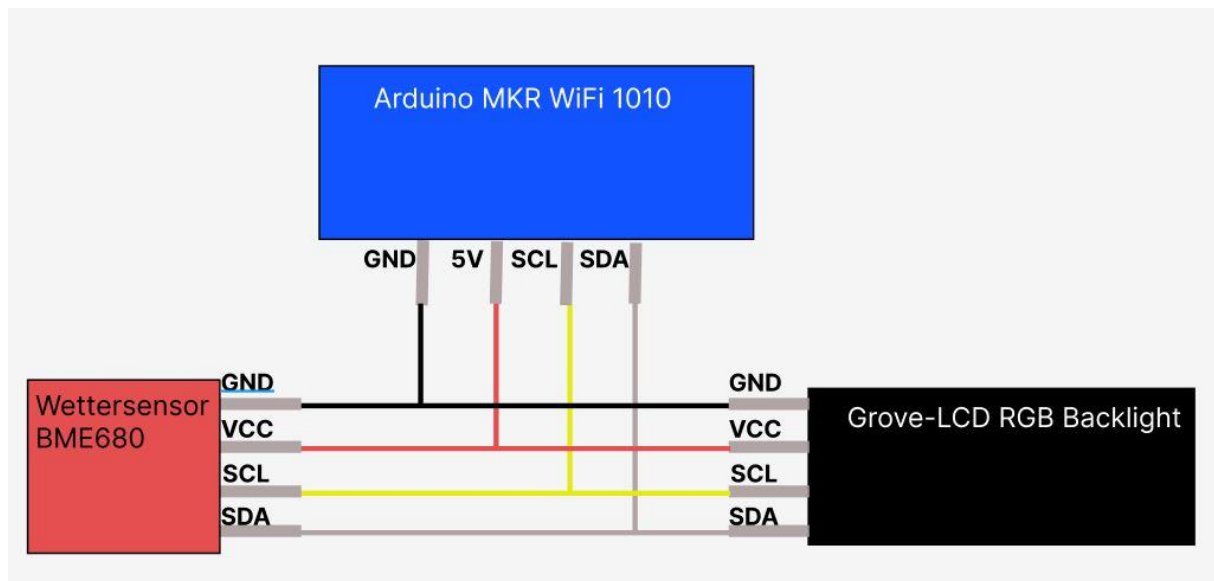 Arduino MKR WiFi 1010
GND 5V SCL SDA
GND
Wettersensor
BME680
VCC
SCL
SDA
GND
VCC
SCL
SDA
Grove-LCD RGB Backlight